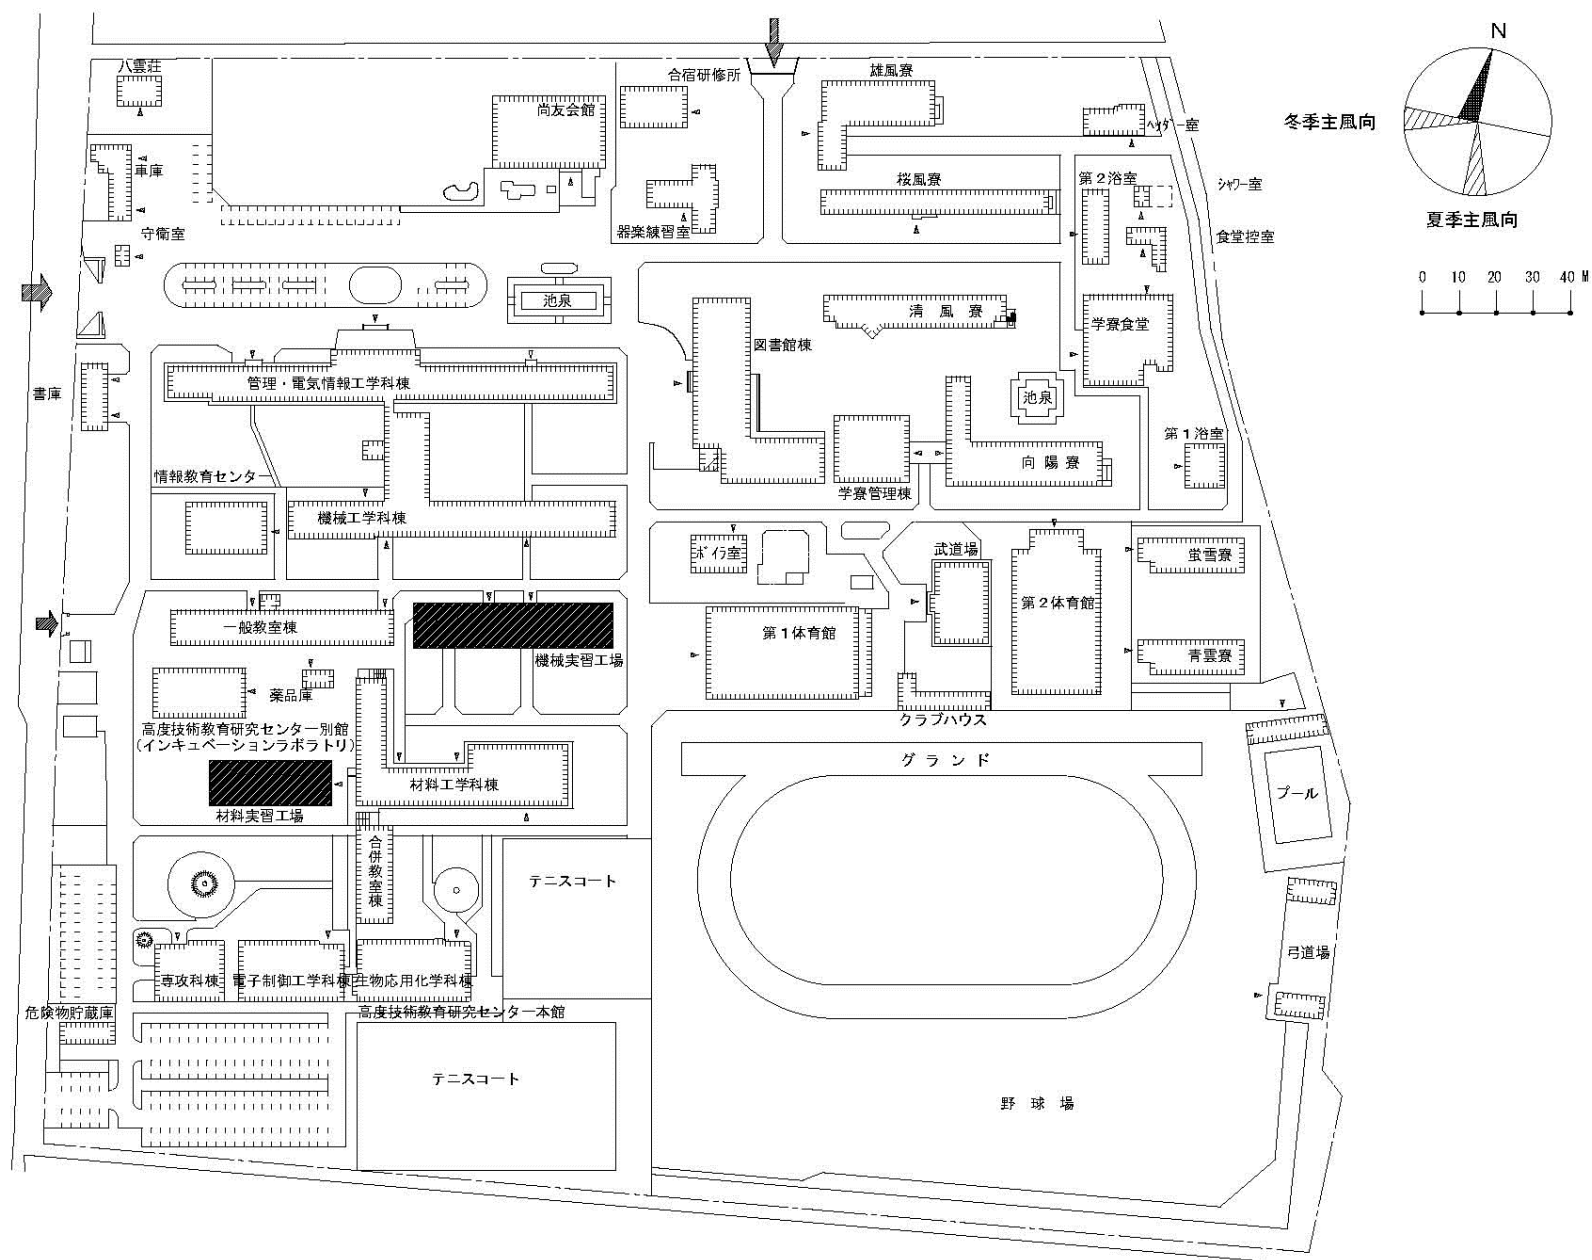 八雲荘
合宿研修所
雄風寮
N
尚友会館
ﾍｯﾀﾞｰ室
冬季主風向
車庫
桜風寮
第2浴室
ｼｬﾜｰ室
夏季主風向
守衛室
器楽練習室
食堂控室
0 10 20 30 40 M
池泉
清風寮
学寮食堂
図書館棟
管理・電気情報工学科棟
書庫
池泉
第1浴室
情報教育センター
向陽寮
学寮管理棟
機械工学科棟
ﾎﾞｲﾗ室
武道場
蛍雪寮
第2体育館
一般教室棟
第1体育館
機械実習工場
青雲寮
薬品庫
高度技術教育研究センター別館
(インキュベーションラボラトリ)
クラブハウス
グランド
材料工学科棟
プール
材料実習工場
合併教室棟
テニスコート
弓道場
専攻科棟
電子制御工学科棟
生物応用化学科棟
危険物貯蔵庫
高度技術教育研究センター本館
テニスコート
野球場